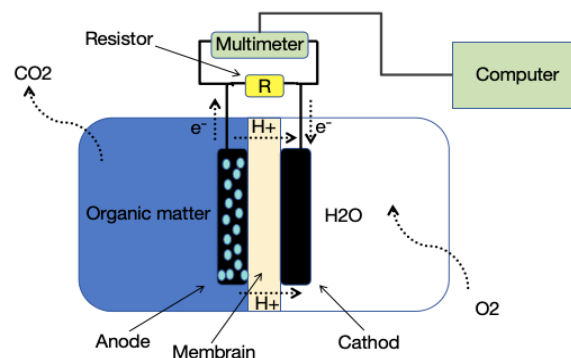 Resistor
Multimeter
CO2
R
Computer
e⁻
H+
e⁻
Organic matter
H2O
H+
O2
Anode
Membrain
Cathod